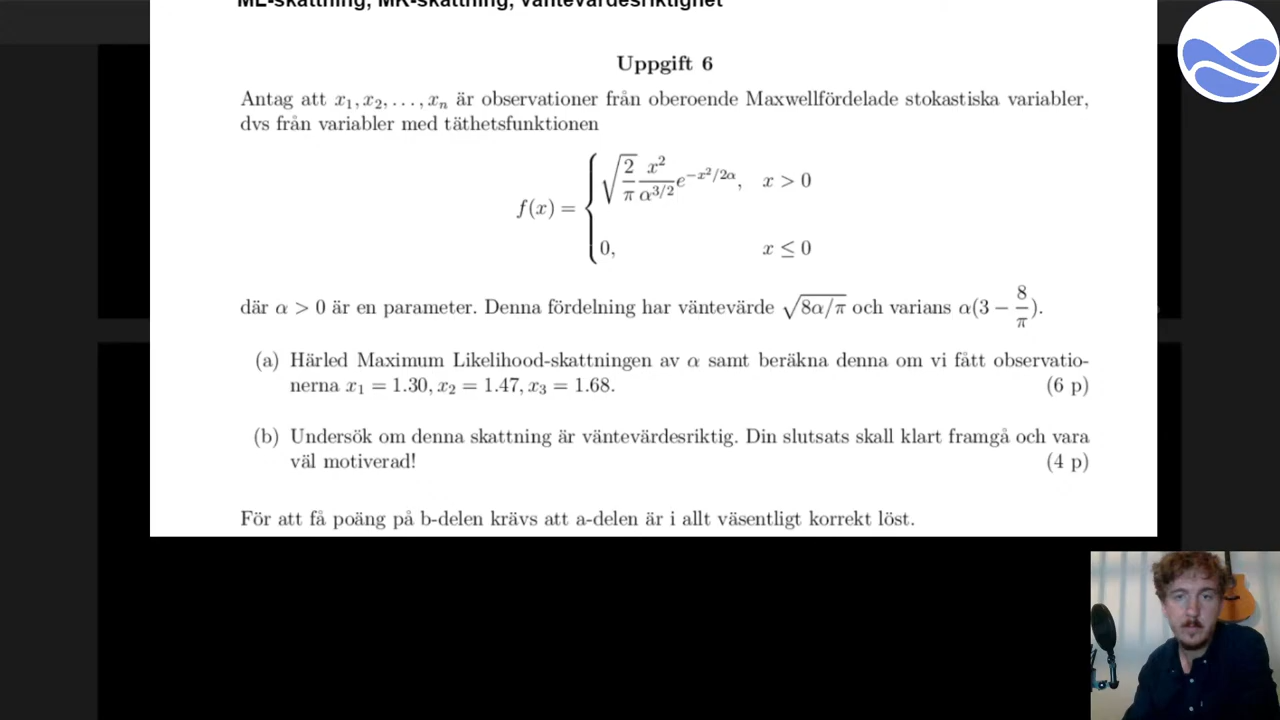 ML-skattning, MK-skattning, väntevärdesriktighet
Uppgift 6
Antag att x₁, x₂, . . . , xₙ är observationer från oberoende Maxwellfördelade stokastiska variabler,
dvs från variabler med täthetsfunktionen
f(x) = { √(2/π) x²/α^(3/2) e^(−x²/2α), x > 0
0, x ≤ 0
där α > 0 är en parameter. Denna fördelning har väntevärde √(8α/π) och varians α(3 − 8/π).
(a) Härled Maximum Likelihood-skattningen av α samt beräkna denna om vi fått observatio-
nerna x₁ = 1.30, x₂ = 1.47, x₃ = 1.68. (6 p)
(b) Undersök om denna skattning är väntevärdesriktig. Din slutsats skall klart framgå och vara
väl motiverad! (4 p)
För att få poäng på b-delen krävs att a-delen är i allt väsentligt korrekt löst.